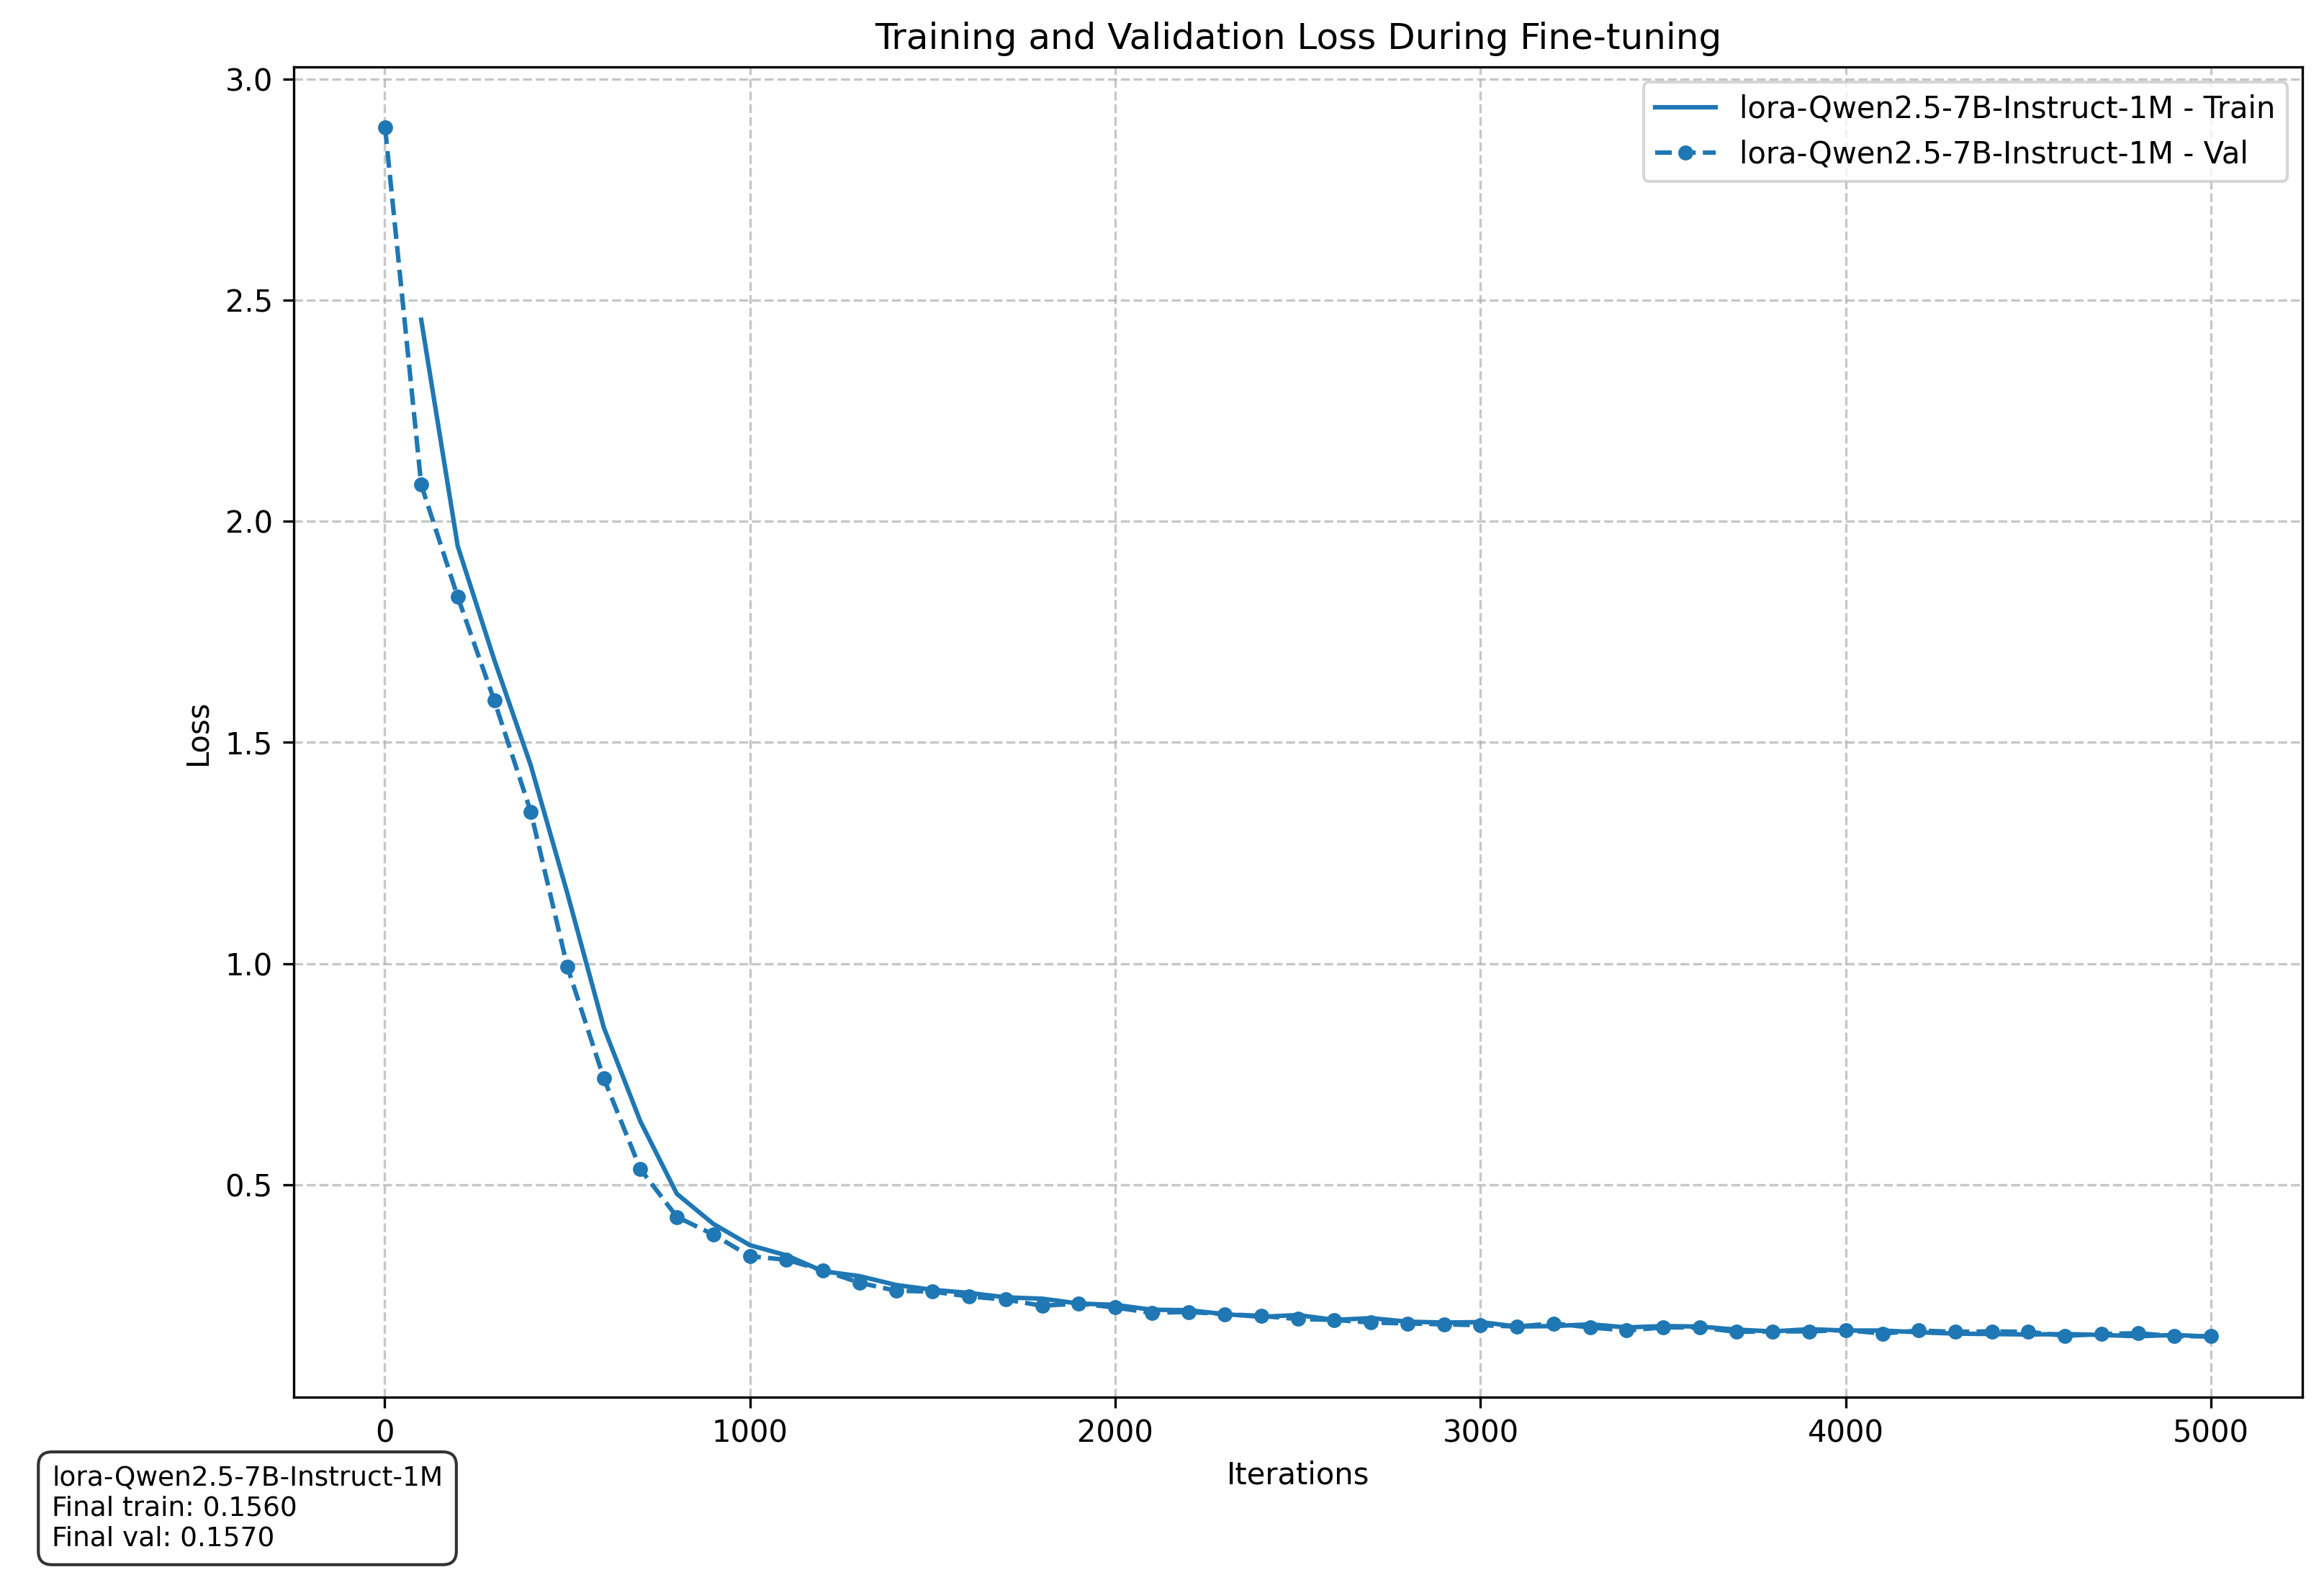 Training and Validation Loss During Fine-tuning
lora-Qwen2.5-7B-Instruct-1M - Train
lora-Qwen2.5-7B-Instruct-1M - Val
Loss
3.0
2.5
2.0
1.5
1.0
0.5
0 1000 2000 3000 4000 5000
Iterations
lora-Qwen2.5-7B-Instruct-1M
Final train: 0.1560
Final val: 0.1570